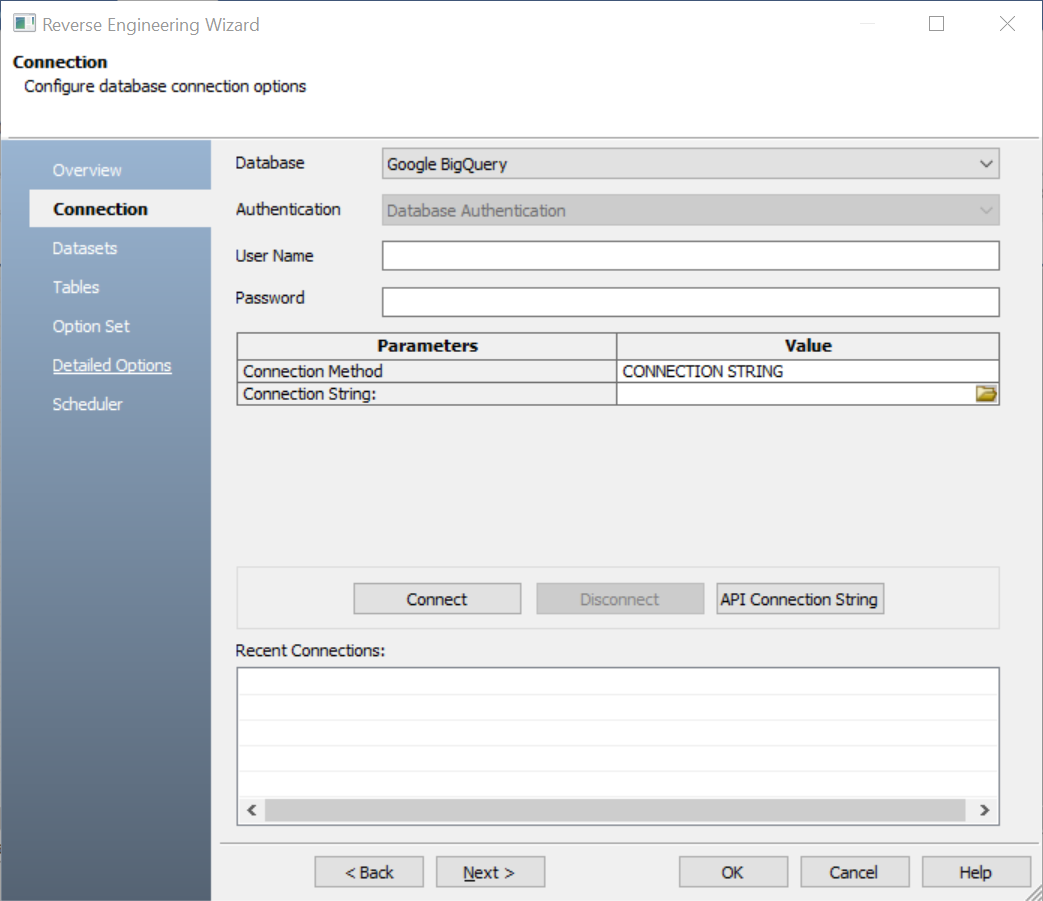 Reverse Engineering Wizard
Connection
Configure database connection options
Overview
Connection
Datasets
Tables
Option Set
Detailed Options
Scheduler
Database Google BigQuery
Authentication Database Authentication
User Name
Password
Parameters Value
Connection Method CONNECTION STRING
Connection String:
Connect Disconnect API Connection String
Recent Connections:
< Back Next > OK Cancel Help